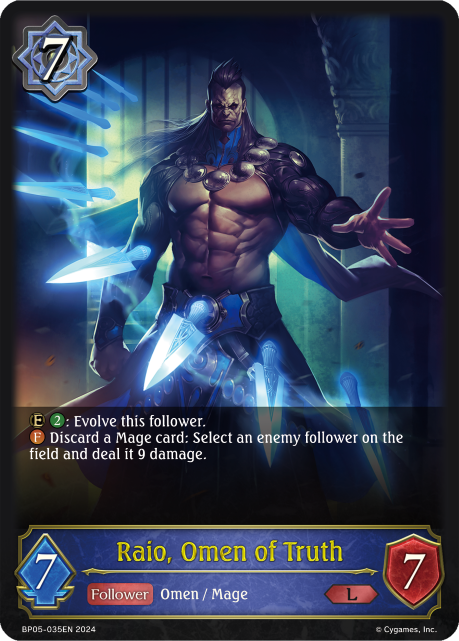 7
E 2: Evolve this follower.
F Discard a Mage card: Select an enemy follower on the
field and deal it 9 damage.
Raio, Omen of Truth
7 Follower Omen / Mage L 7
BP05-035EN 2024 © Cygames, Inc.